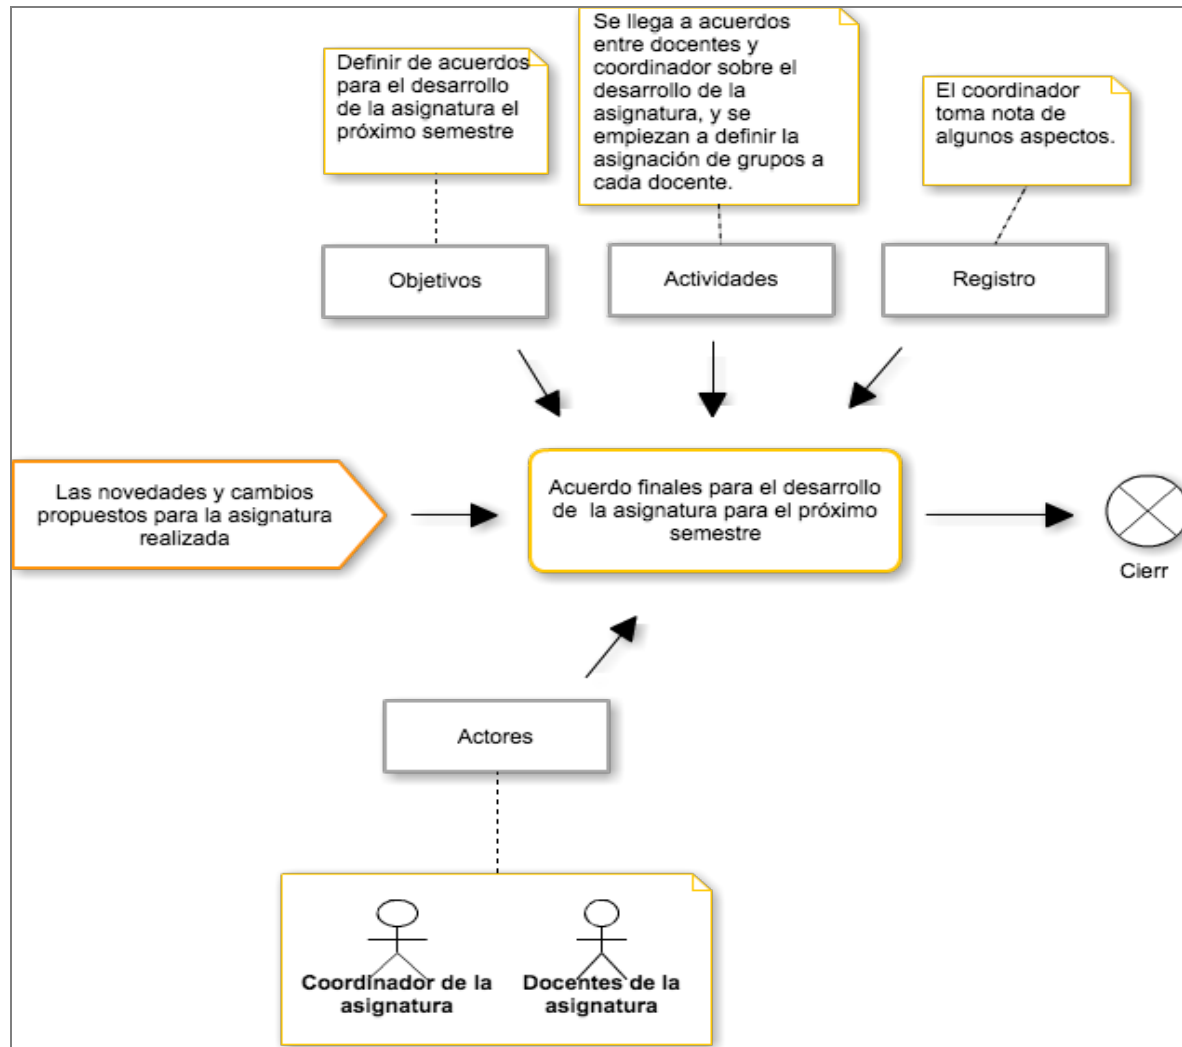 Definir de acuerdos
para el desarrollo
de la asignatura el
próximo semestre
Se llega a acuerdos
entre docentes y
coordinador sobre el
desarrollo de la
asignatura, y se
empiezan a definir la
asignación de grupos a
cada docente.
El coordinador
toma nota de
algunos aspectos.
Objetivos
Actividades
Registro
Las novedades y cambios
propuestos para la asignatura
realizada
Acuerdo finales para el desarrollo
de la asignatura para el próximo
semestre
Cierr
Actores
Coordinador de la
asignatura
Docentes de la
asignatura